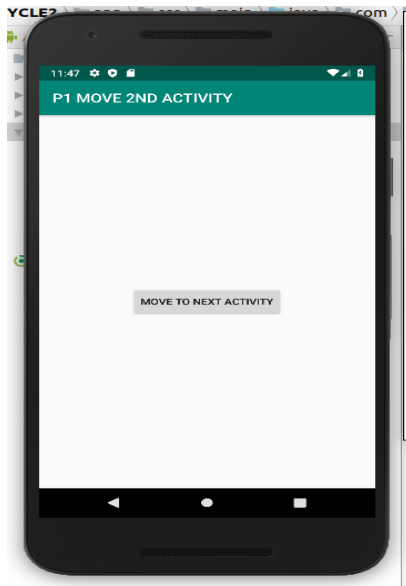 YCLE2
com
11:47
P1 MOVE 2ND ACTIVITY
MOVE TO NEXT ACTIVITY